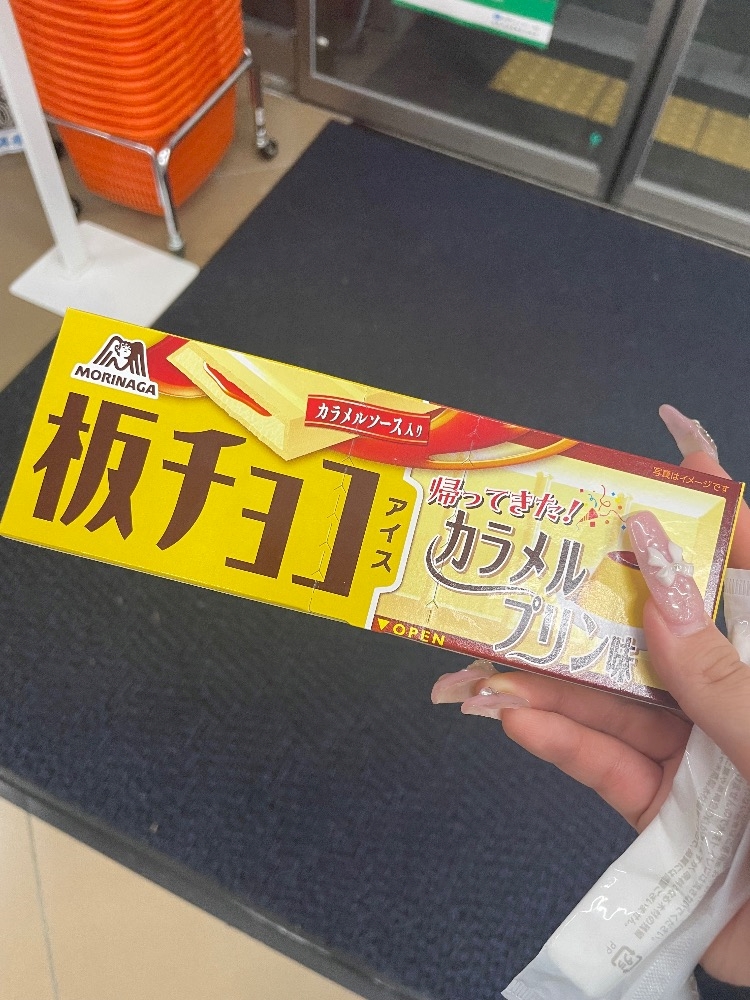 MORINAGA
板チョコ
アイス
カラメルソース入り
写真はイメージです
帰ってきた!
カラメル
プリン味
▼OPEN